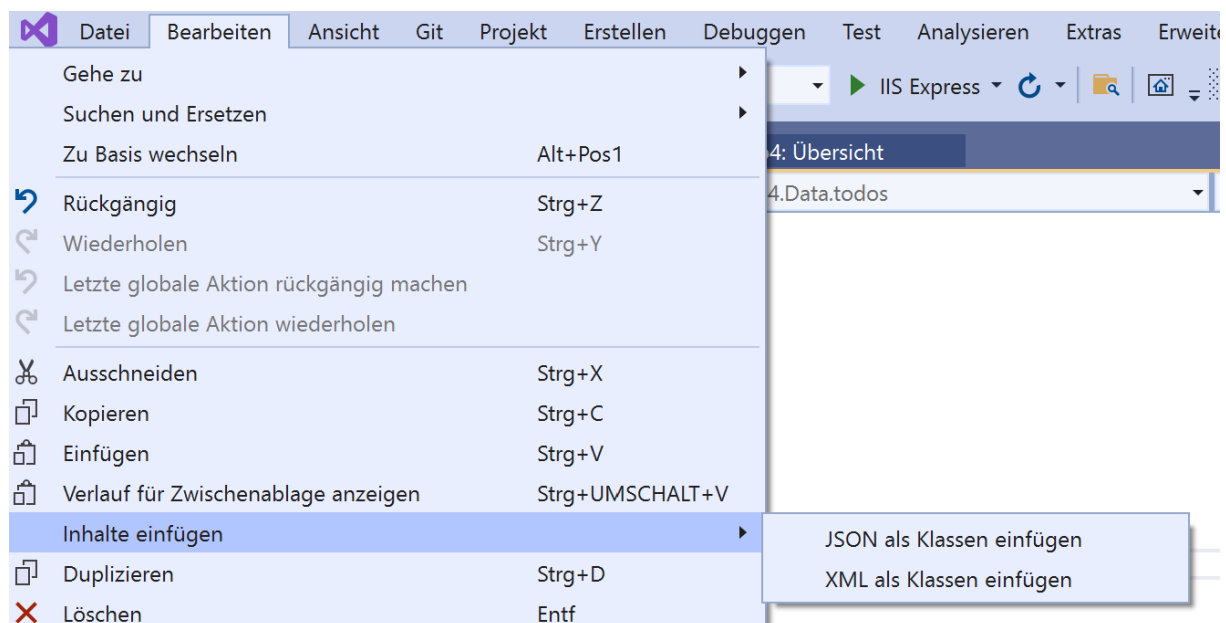 Datei Bearbeiten Ansicht Git Projekt Erstellen Debuggen Test Analysieren Extras
Gehe zu
IIS Express
Suchen und Ersetzen
Zu Basis wechseln Alt+Pos1
4: Übersicht
Rückgängig Strg+Z
4.Data.todos
Wiederholen Strg+Y
Letzte globale Aktion rückgängig machen
Letzte globale Aktion wiederholen
Ausschneiden Strg+X
Kopieren Strg+C
Einfügen Strg+V
Verlauf für Zwischenablage anzeigen Strg+UMSCHALT+V
Inhalte einfügen
JSON als Klassen einfügen
Duplizieren Strg+D
XML als Klassen einfügen
Löschen Entf